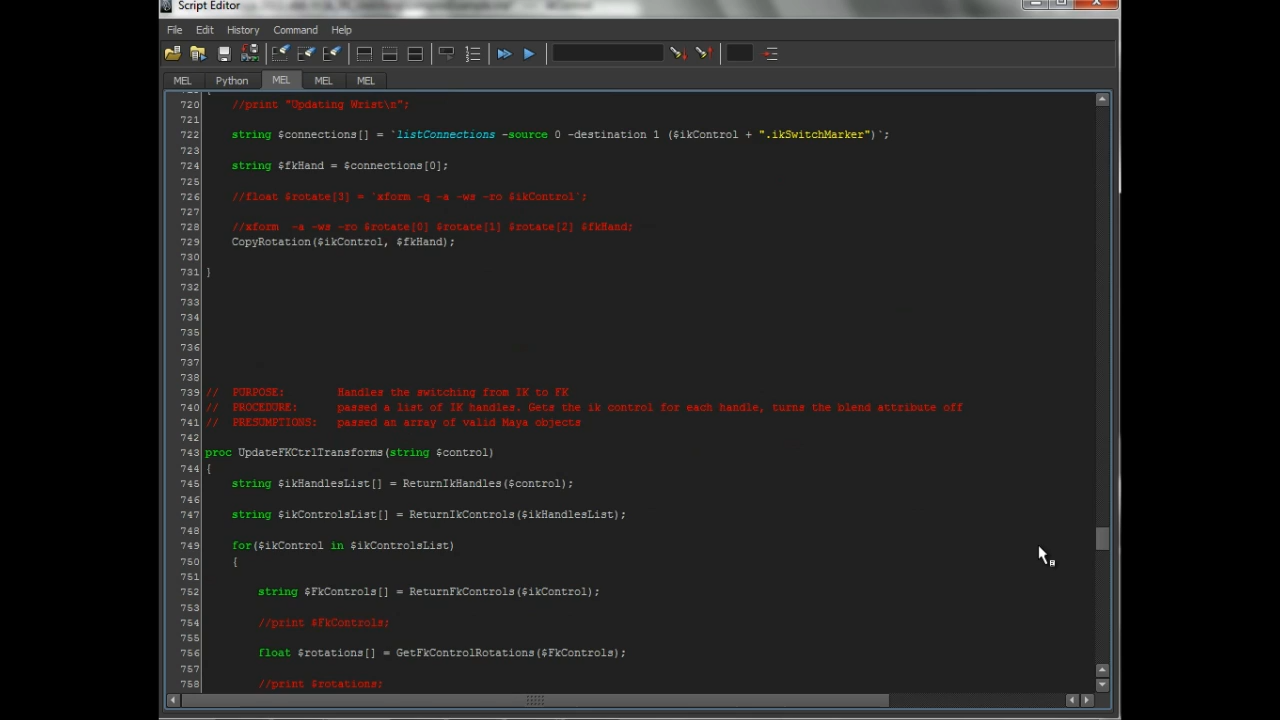 Script Editor
File Edit History Command Help
MEL Python MEL MEL MEL
720 //print "Updating Wrist\n";
721
722 string $connections[] = `listConnections -source 0 -destination 1 ($ikControl + ".ikSwitchMarker")`;
723
724 string $fkHand = $connections[0];
725
726 //float $rotate[3] = `xform -q -a -ws -ro $ikControl`;
727
728 //xform  -a -ws -ro $rotate[0] $rotate[1] $rotate[2] $fkHand;
729 CopyRotation($ikControl, $fkHand);
730
731 }
732
733
734
735
736
737
738
739 //  PURPOSE:        Handles the switching from IK to FK
740 //  PROCEDURE:      passed a list of IK handles. Gets the ik control for each handle, turns the blend attribute off
741 //  PRESUMPTIONS:   passed an array of valid Maya objects
742
743 proc UpdateFKCtrlTransforms(string $control)
744 {
745 string $ikHandlesList[] = ReturnIkHandles($control);
746
747 string $ikControlsList[] = ReturnIkControls($ikHandlesList);
748
749 for($ikControl in $ikControlsList)
750 {
751
752 string $FkControls[] = ReturnFkControls($ikControl);
753
754 //print $FkControls;
755
756 float $rotations[] = GetFkControlRotations($FkControls);
757
758 //print $rotations;